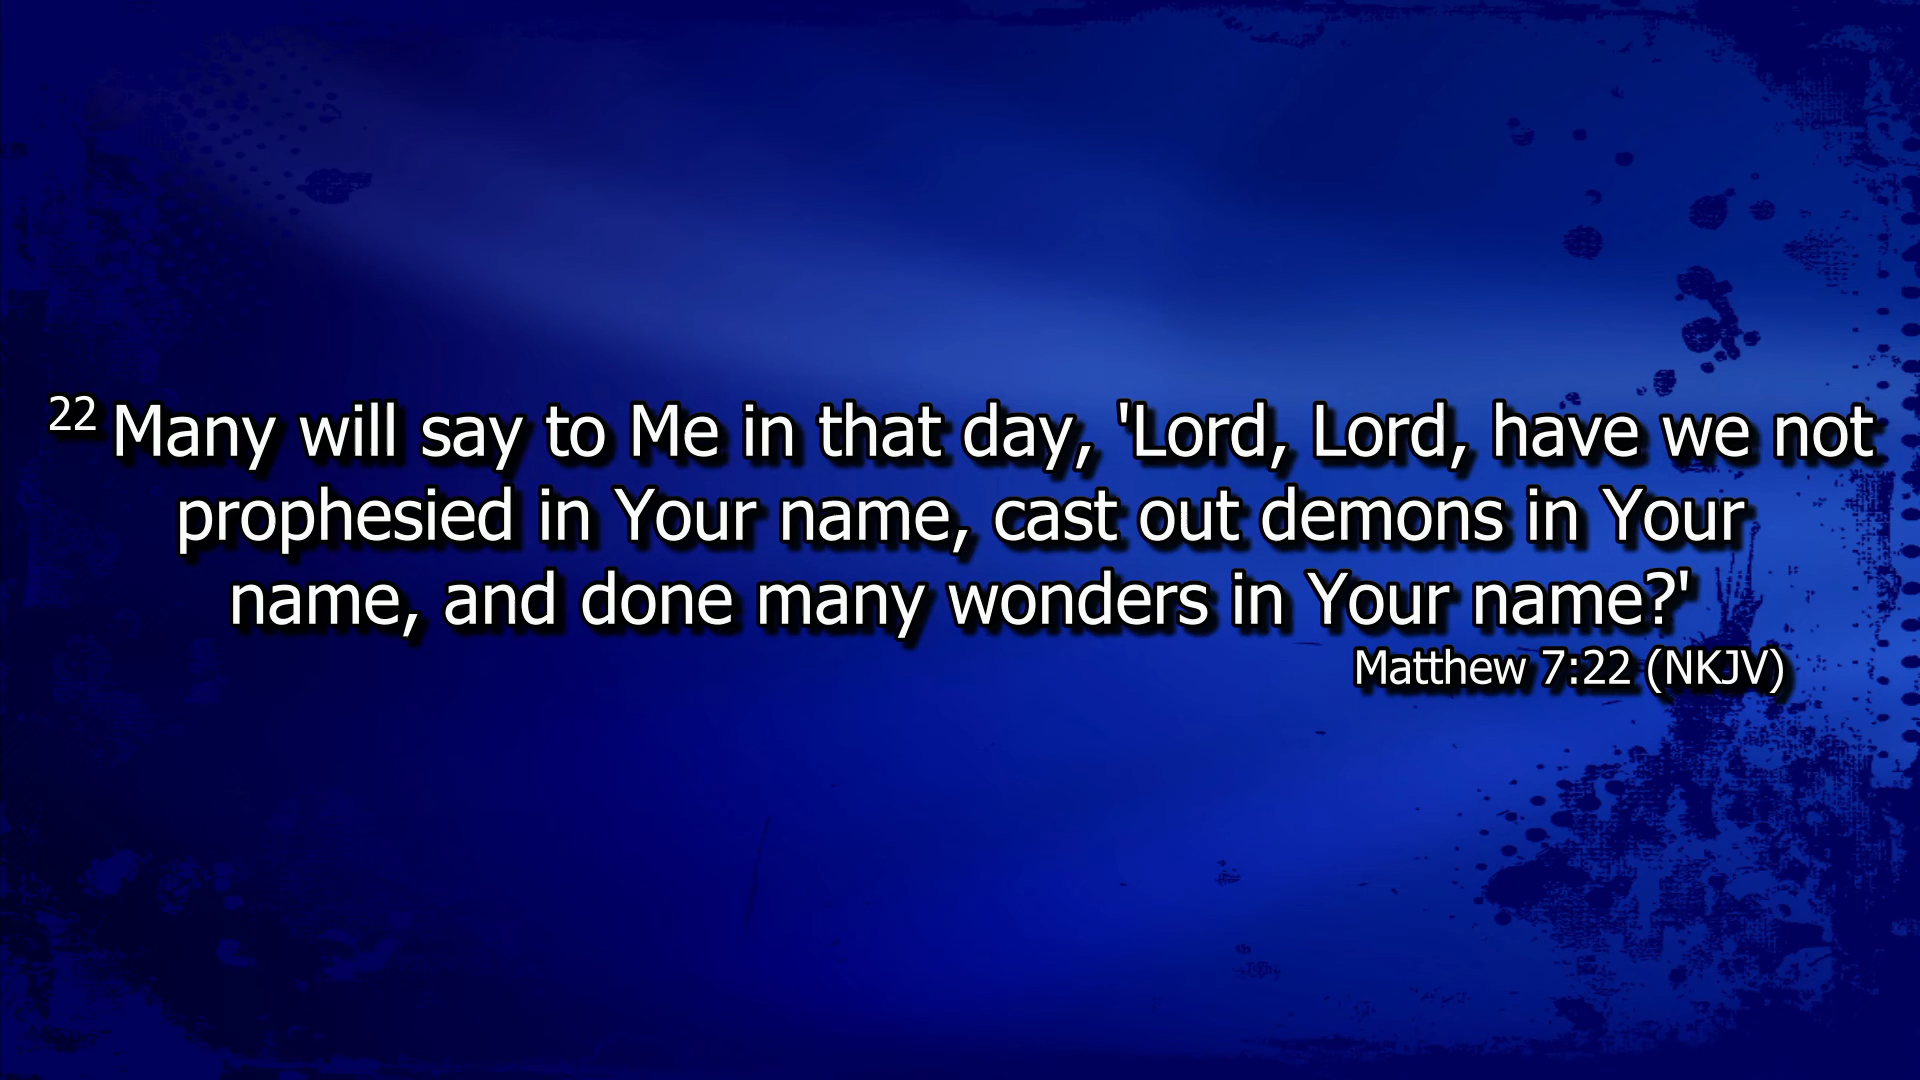 22 Many will say to Me in that day, 'Lord, Lord, have we not
prophesied in Your name, cast out demons in Your
name, and done many wonders in Your name?'
Matthew 7:22 (NKJV)